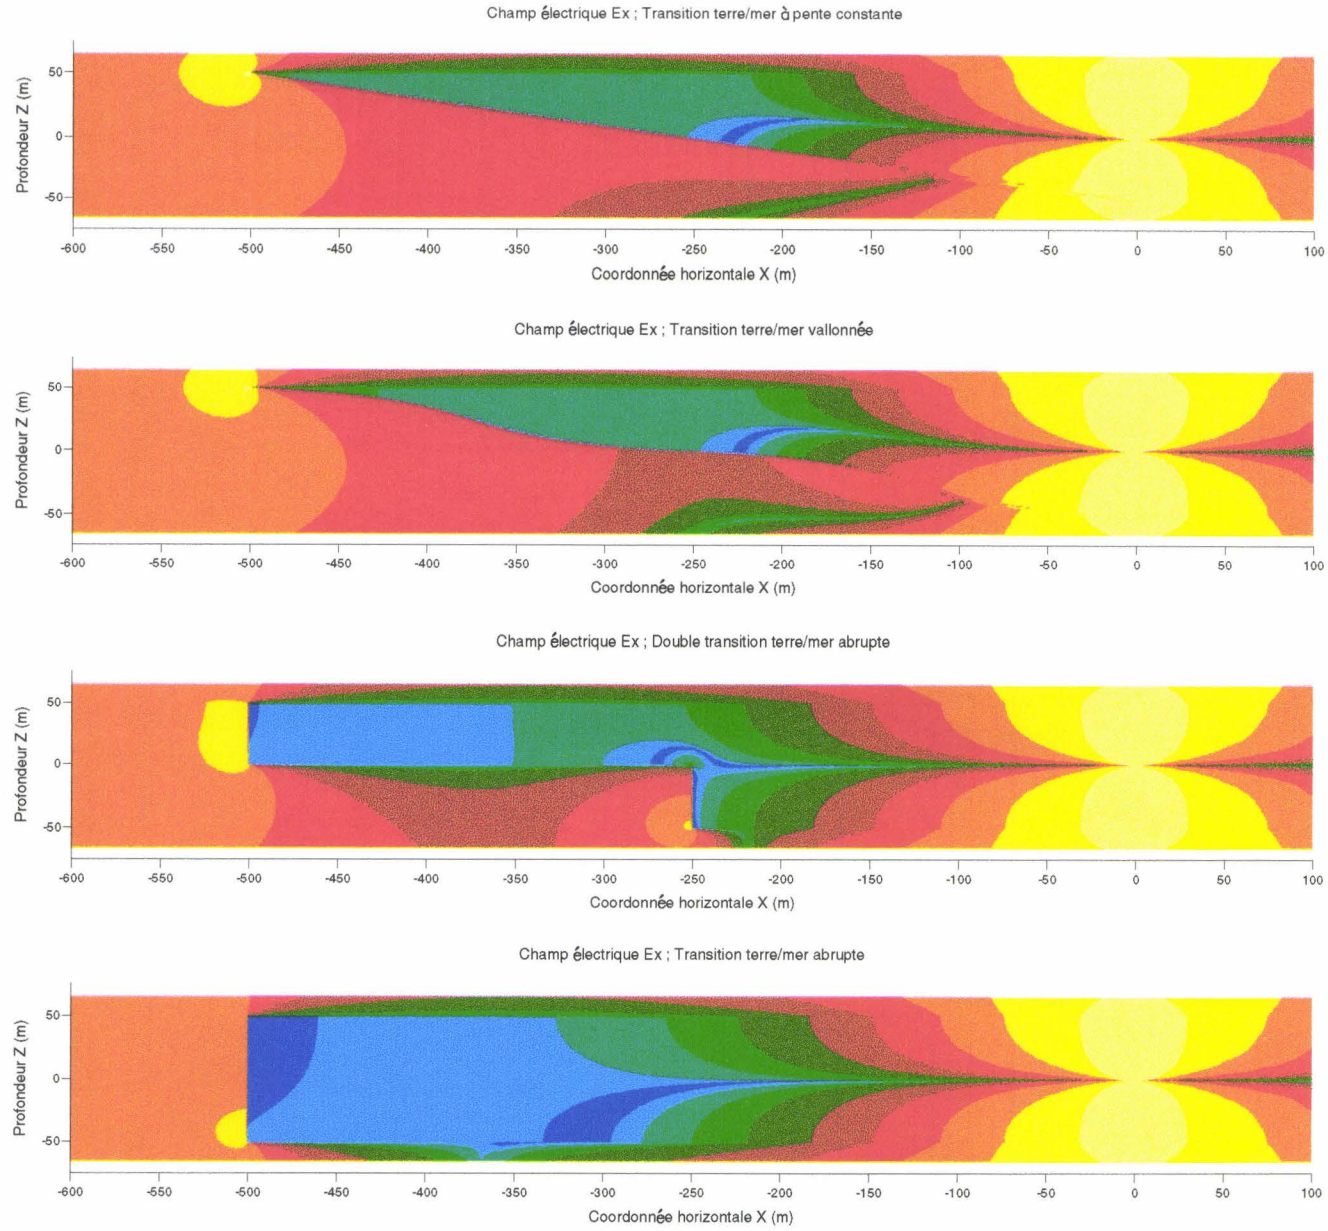 Champ électrique Ex ; Transition terre/mer à pente constante
Profondeur Z (m)
50
0
-50
-600 -550 -500 -450 -400 -350 -300 -250 -200 -150 -100 -50 0 50 100
Coordonnée horizontale X (m)
Champ électrique Ex ; Transition terre/mer vallonnée
Profondeur Z (m)
50
0
-50
-600 -550 -500 -450 -400 -350 -300 -250 -200 -150 -100 -50 0 50 100
Coordonnée horizontale X (m)
Champ électrique Ex ; Double transition terre/mer abrupte
Profondeur Z (m)
50
0
-50
-600 -550 -500 -450 -400 -350 -300 -250 -200 -150 -100 -50 0 50 100
Coordonnée horizontale X (m)
Champ électrique Ex ; Transition terre/mer abrupte
Profondeur Z (m)
50
0
-50
-600 -550 -500 -450 -400 -350 -300 -250 -200 -150 -100 -50 0 50 100
Coordonnée horizontale X (m)